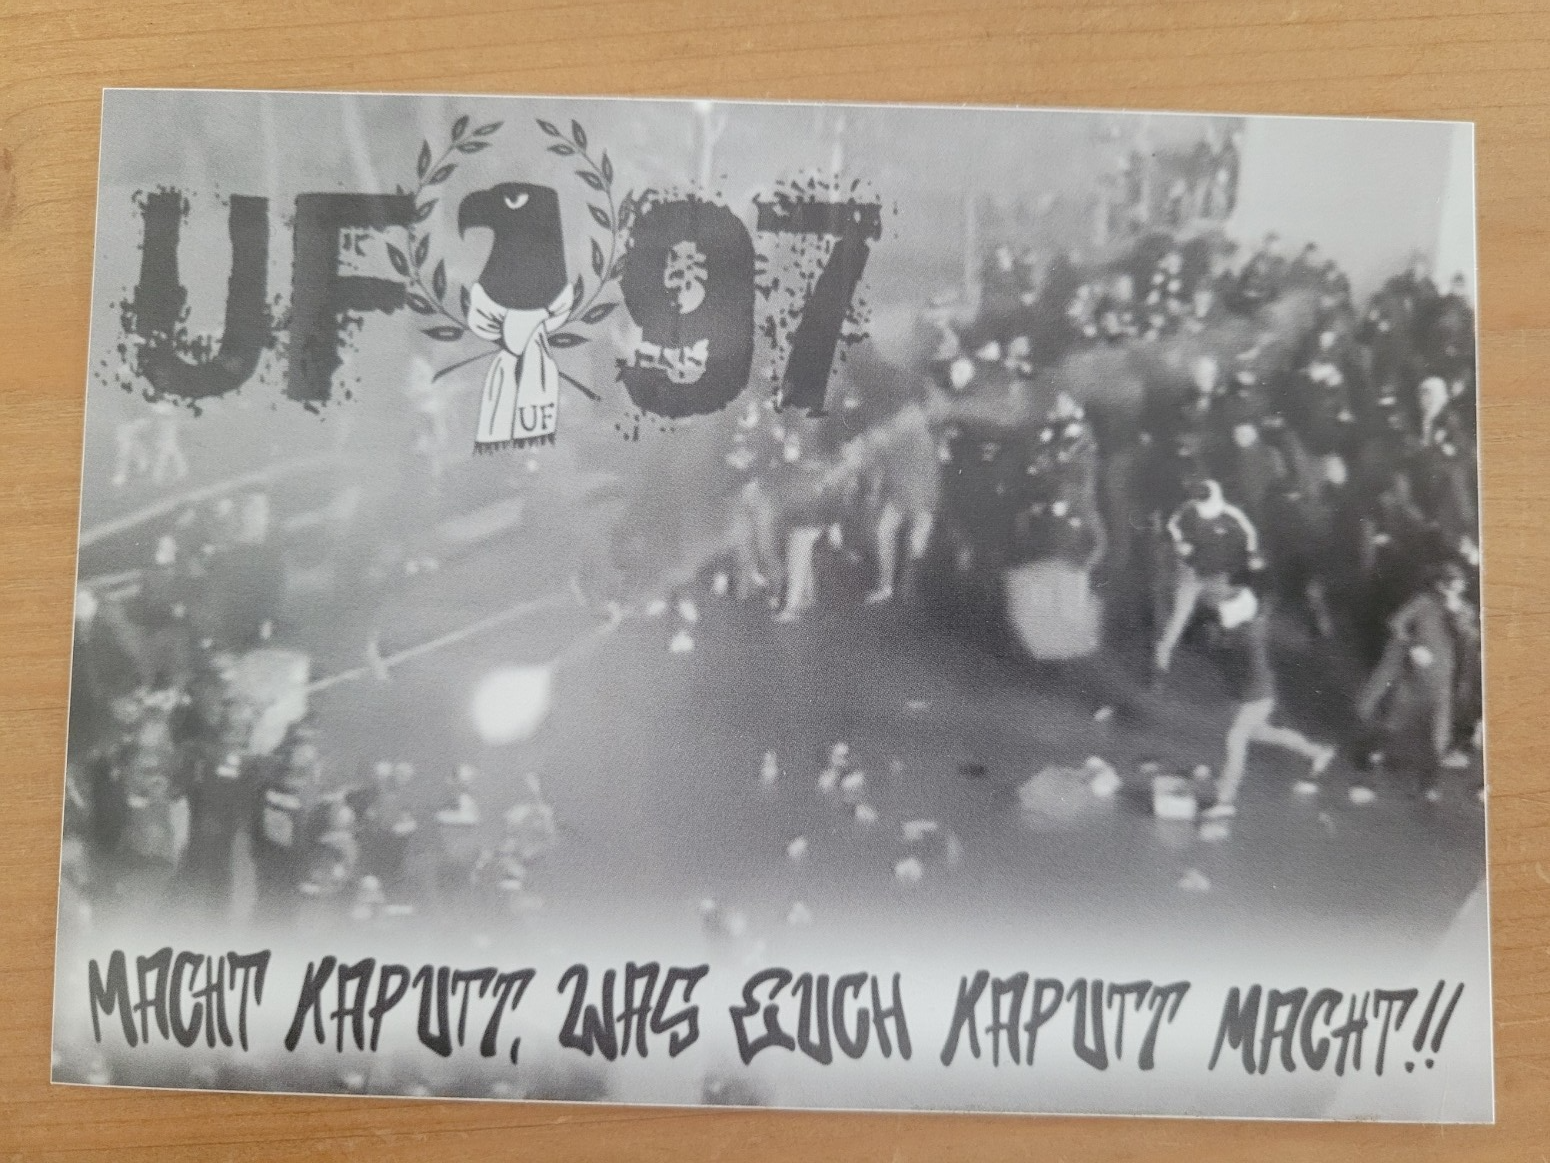 UF 97
UF
MACHT KAPUTT, WAS EUCH KAPUTT MACHT!!